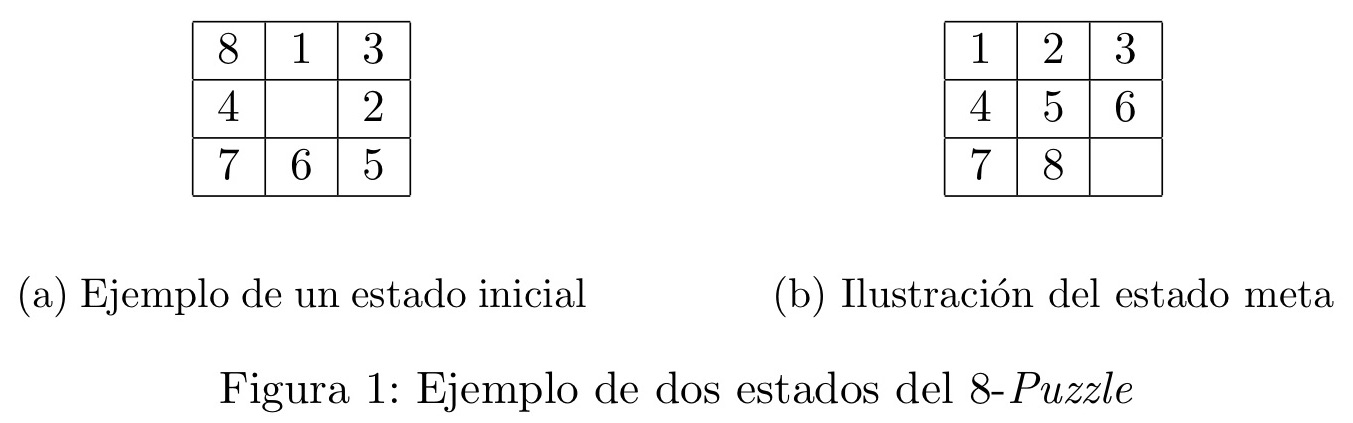 8 1 3
4 2
7 6 5
1 2 3
4 5 6
7 8
(a) Ejemplo de un estado inicial
(b) Ilustración del estado meta
Figura 1: Ejemplo de dos estados del 8-Puzzle